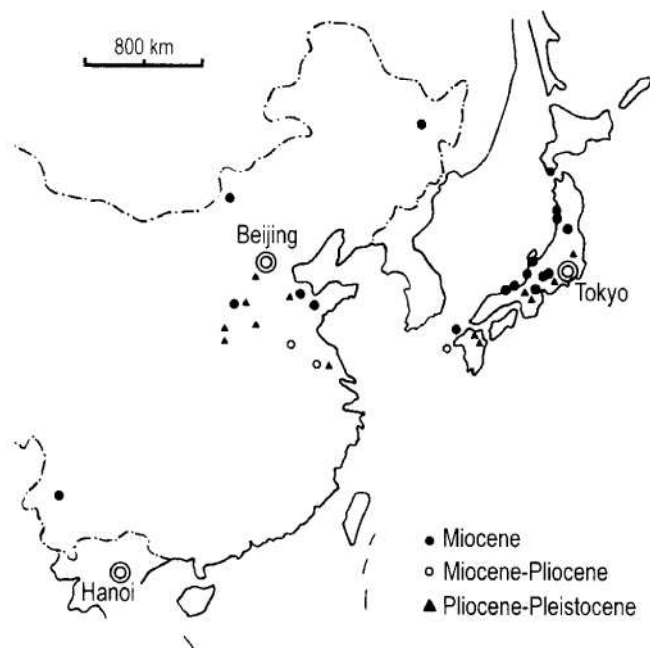 800 km
Beijing
Tokyo
Hanoi
Miocene
Miocene-Pliocene
Pliocene-Pleistocene